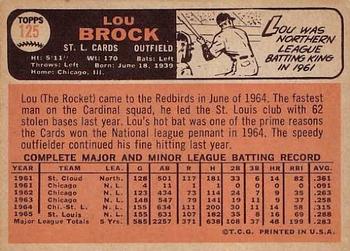 TOPPS
125
LOU
BROCK
ST. L. CARDS OUTFIELD
Ht: 5'11" Wt: 170 Bats: Left
Throws: Left Born: June 18, 1939
Home: Chicago, Ill.
LOU WAS
NORTHERN
LEAGUE
BATTING KING
IN 1961
Lou (The Rocket) came to the Redbirds in June of 1964. The fastest
man on the Cardinal squad, he led the St. Louis club with 62
stolen bases last year. Lou's hot bat was one of the prime reasons
the Cards won the National league pennant in 1964. The speedy
outfielder continued his fine hitting last year.
COMPLETE MAJOR AND MINOR LEAGUE BATTING RECORD
YEAR TEAM LEA. G AB R H 2B 3B HR RBI AVG.
1961 St. Cloud North. 128 501 117 181 33 6 14 82 .361
1961 Chicago N. L. 4 11 1 1 0 0 0 0 .091
1962 Chicago N. L. 123 434 73 114 24 7 9 35 .263
1963 Chicago N. L. 148 547 79 141 19 11 9 37 .258
1964 Chi.-St. L. N. L. 155 634 111 200 30 11 14 58 .315
1965 St. Louis N. L. 155 631 107 182 35 8 16 69 .288
Major League Totals 5 Yrs. 585 2257 371 638 108 37 48 199 .283
©T.C.G. PRINTED IN U.S.A.